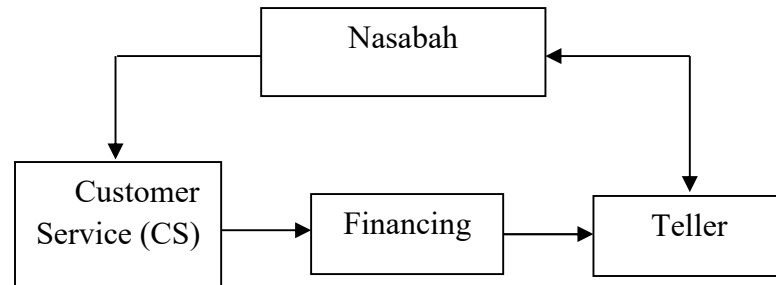 Nasabah
Customer
Service (CS)
Financing
Teller